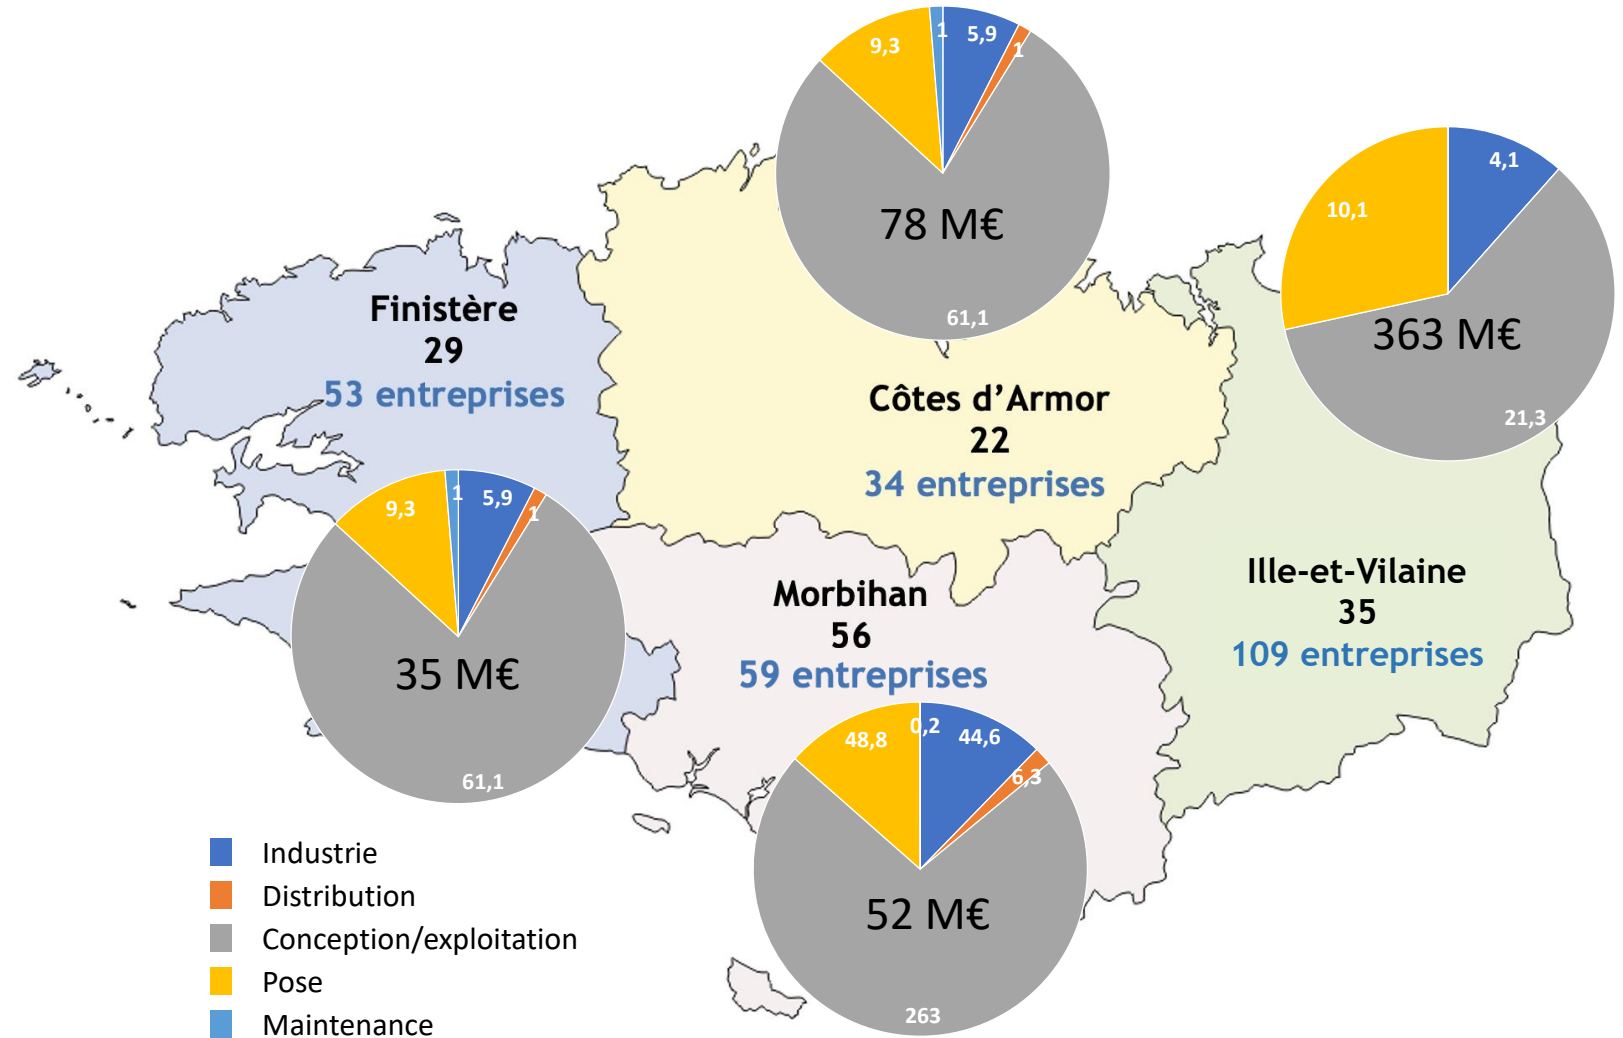 9,3
1
5,9
1
78 M€
61,1
4,1
10,1
363 M€
21,3
Finistère
29
53 entreprises
Côtes d’Armor
22
34 entreprises
9,3
1
5,9
1
35 M€
61,1
Morbihan
56
59 entreprises
Ille-et-Vilaine
35
109 entreprises
48,8
0,2
44,6
6,3
52 M€
263
Industrie
Distribution
Conception/exploitation
Pose
Maintenance